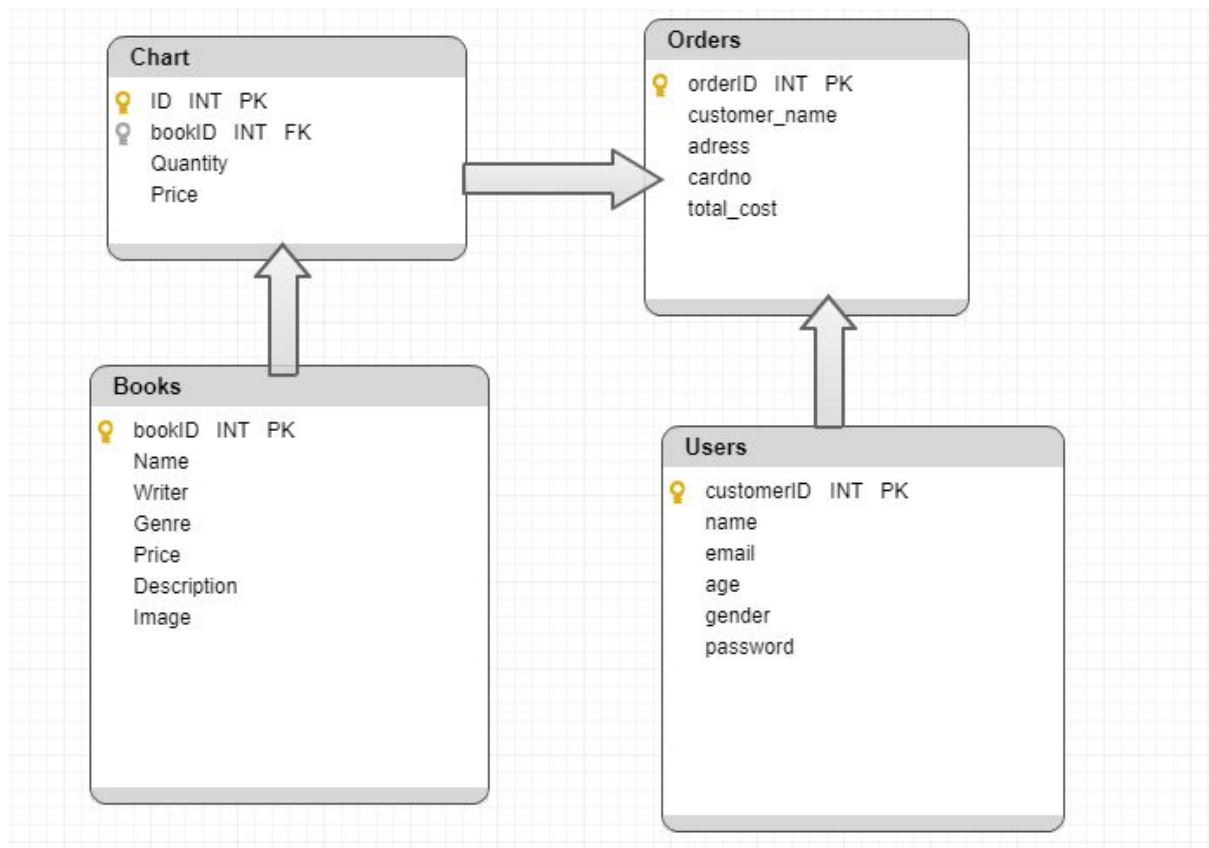 Chart
ID INT PK
bookID INT FK
Quantity
Price
Orders
orderID INT PK
customer_name
adress
cardno
total_cost
Books
bookID INT PK
Name
Writer
Genre
Price
Description
Image
Users
customerID INT PK
name
email
age
gender
password